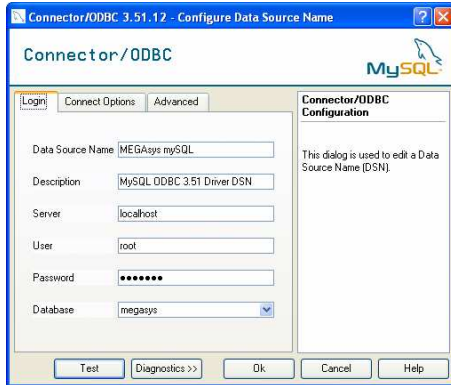 Connector/ODBC 3.51.12 - Configure Data Source Name
Connector/ODBC
MySQL
Login
Connect Options
Advanced
Data Source Name MEGAsys mySQL
Description MySQL ODBC 3.51 Driver DSN
Server localhost
User root
Password •••••••
Database megasys
Connector/ODBC
Configuration
This dialog is used to edit a Data
Source Name (DSN).
Test
Diagnostics >>
Ok
Cancel
Help